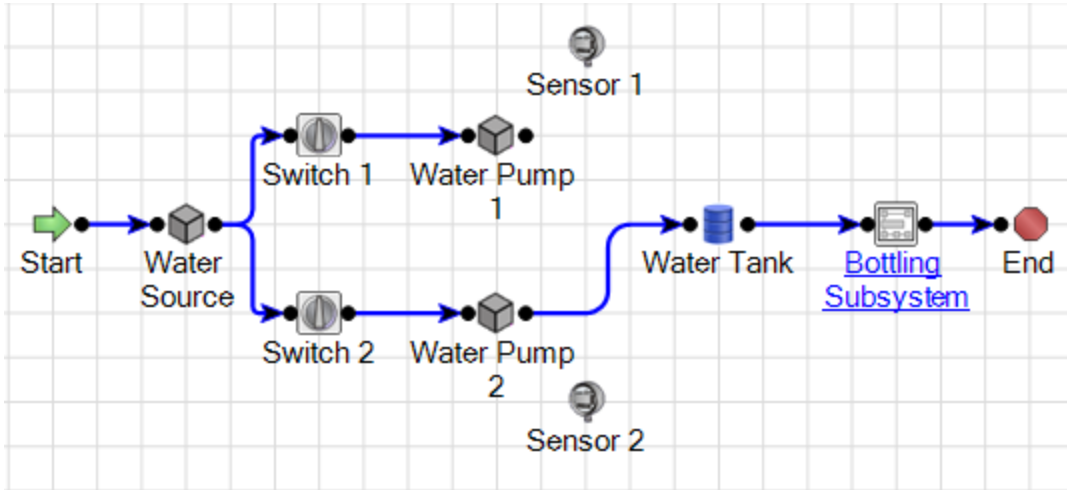 Sensor 1
Switch 1
Water Pump
1
Start
Water
Source
Water Tank
Bottling
Subsystem
End
Switch 2
Water Pump
2
Sensor 2